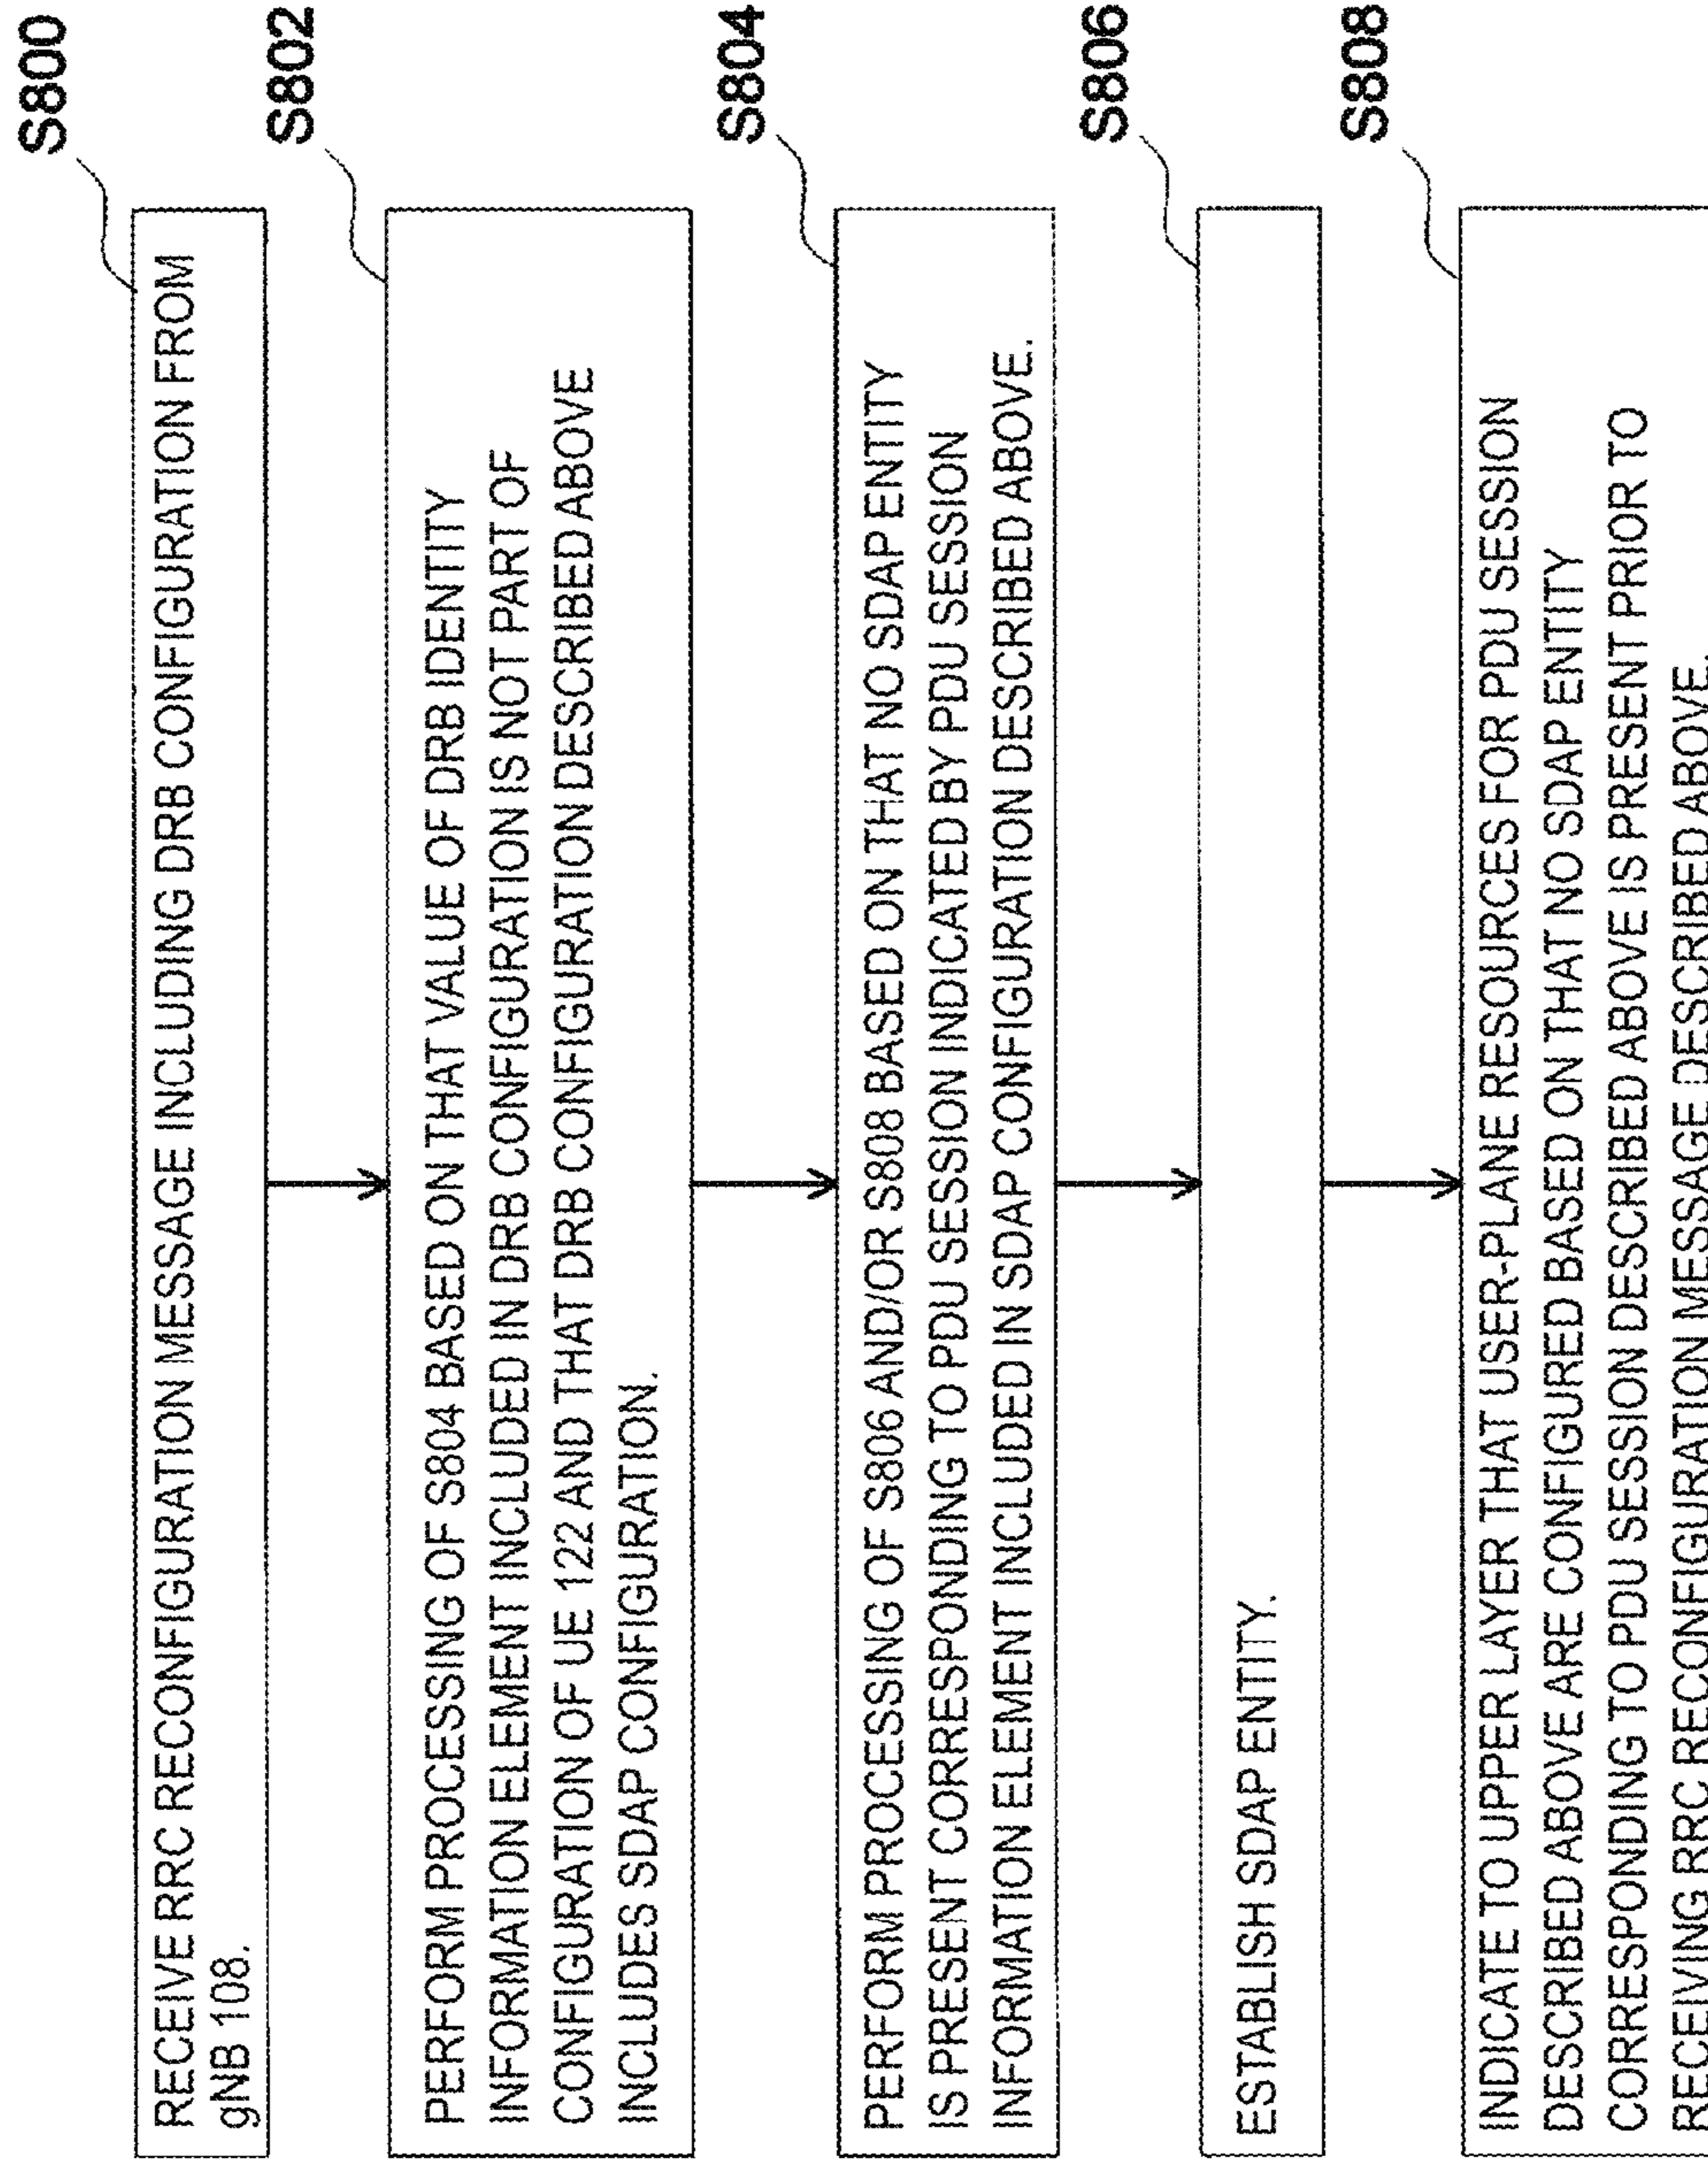 S800
RECEIVE RRC RECONFIGURATION MESSAGE INCLUDING DRB CONFIGURATION FROM
gNB 108.
S802
PERFORM PROCESSING OF S804 BASED ON THAT VALUE OF DRB IDENTITY
INFORMATION ELEMENT INCLUDED IN DRB CONFIGURATION IS NOT PART OF
CONFIGURATION OF UE 122 AND THAT DRB CONFIGURATION DESCRIBED ABOVE
INCLUDES SDAP CONFIGURATION.
S804
PERFORM PROCESSING OF S806 AND/OR S808 BASED ON THAT NO SDAP ENTITY
IS PRESENT CORRESPONDING TO PDU SESSION INDICATED BY PDU SESSION
INFORMATION ELEMENT INCLUDED IN SDAP CONFIGURATION DESCRIBED ABOVE.
S806
ESTABLISH SDAP ENTITY.
S808
INDICATE TO UPPER LAYER THAT USER-PLANE RESOURCES FOR PDU SESSION
DESCRIBED ABOVE ARE CONFIGURED BASED ON THAT NO SDAP ENTITY
CORRESPONDING TO PDU SESSION DESCRIBED ABOVE IS PRESENT PRIOR TO
RECEIVING RRC RECONFIGURATION MESSAGE DESCRIBED ABOVE.